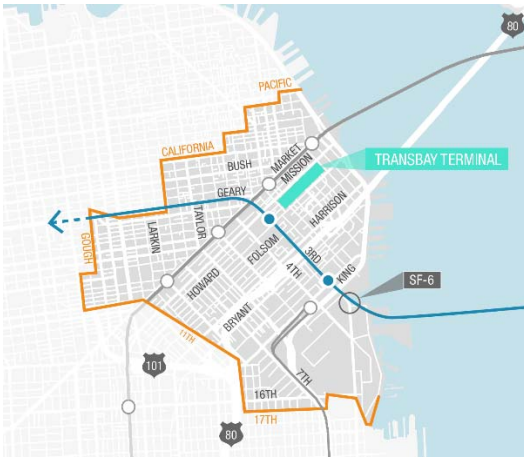 80
PACIFIC
CALIFORNIA
BUSH
MARKET
MISSION
TRANSBAY TERMINAL
GEARY
HARRISON
TAYLOR
LARKIN
GOUGH
FOLSOM
3RD
4TH
KING
SF-6
HOWARD
BRYANT
11TH
101
7TH
16TH
17TH
80